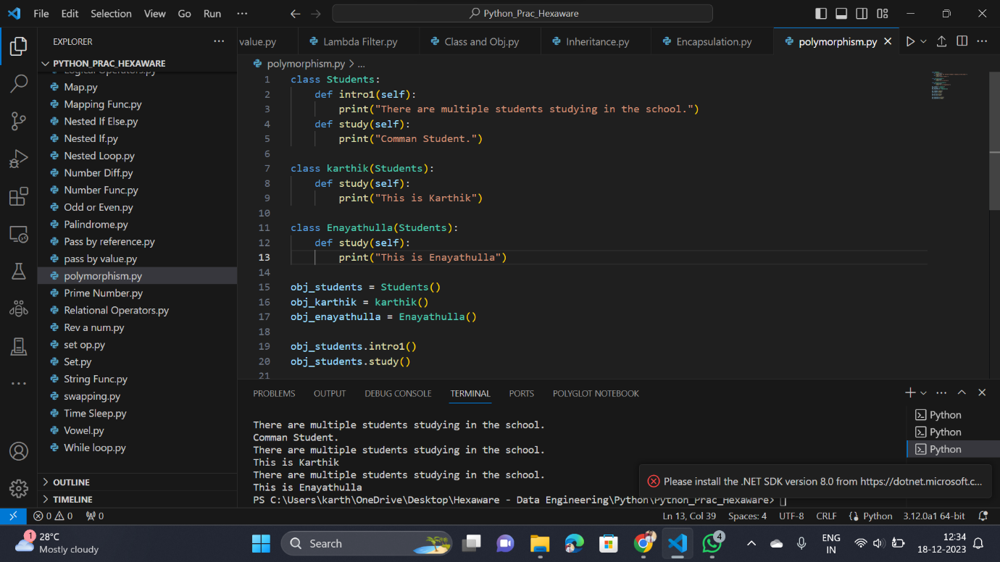 File Edit Selection View Go Run ··· Python_Prac_Hexaware
EXPLORER ···
value.py Lambda Filter.py Class and Obj.py Inheritance.py Encapsulation.py polymorphism.py
PYTHON_PRAC_HEXAWARE
Logical Operators.py
Map.py
Mapping Func.py
Nested If Else.py
Nested If.py
Nested Loop.py
Number Diff.py
Number Func.py
Odd or Even.py
Palindrome.py
Pass by reference.py
pass by value.py
polymorphism.py
Prime Number.py
Relational Operators.py
Rev a num.py
set op.py
Set.py
String Func.py
swapping.py
Time Sleep.py
Vowel.py
While loop.py
OUTLINE
TIMELINE
polymorphism.py > ...
1 class Students:
2 def intro1(self):
3 print("There are multiple students studying in the school.")
4 def study(self):
5 print("Comman Student.")
6
7 class karthik(Students):
8 def study(self):
9 print("This is Karthik")
10
11 class Enayathulla(Students):
12 def study(self):
13 print("This is Enayathulla")
14
15 obj_students = Students()
16 obj_karthik = karthik()
17 obj_enayathulla = Enayathulla()
18
19 obj_students.intro1()
20 obj_students.study()
21
PROBLEMS OUTPUT DEBUG CONSOLE TERMINAL PORTS POLYGLOT NOTEBOOK
There are multiple students studying in the school.
Comman Student.
There are multiple students studying in the school.
This is Karthik
There are multiple students studying in the school.
This is Enayathulla
PS C:\Users\karth\OneDrive\Desktop\Hexaware - Data Engineering\Python\Python_Prac_Hexaware>
Python
Python
Python
Please install the .NET SDK version 8.0 from https://dotnet.microsoft.c...
0 0 0 Ln 13, Col 39 Spaces: 4 UTF-8 CRLF Python 3.12.0a1 64-bit
1
28°C
Mostly cloudy
Search
4
ENG
IN
12:34
18-12-2023